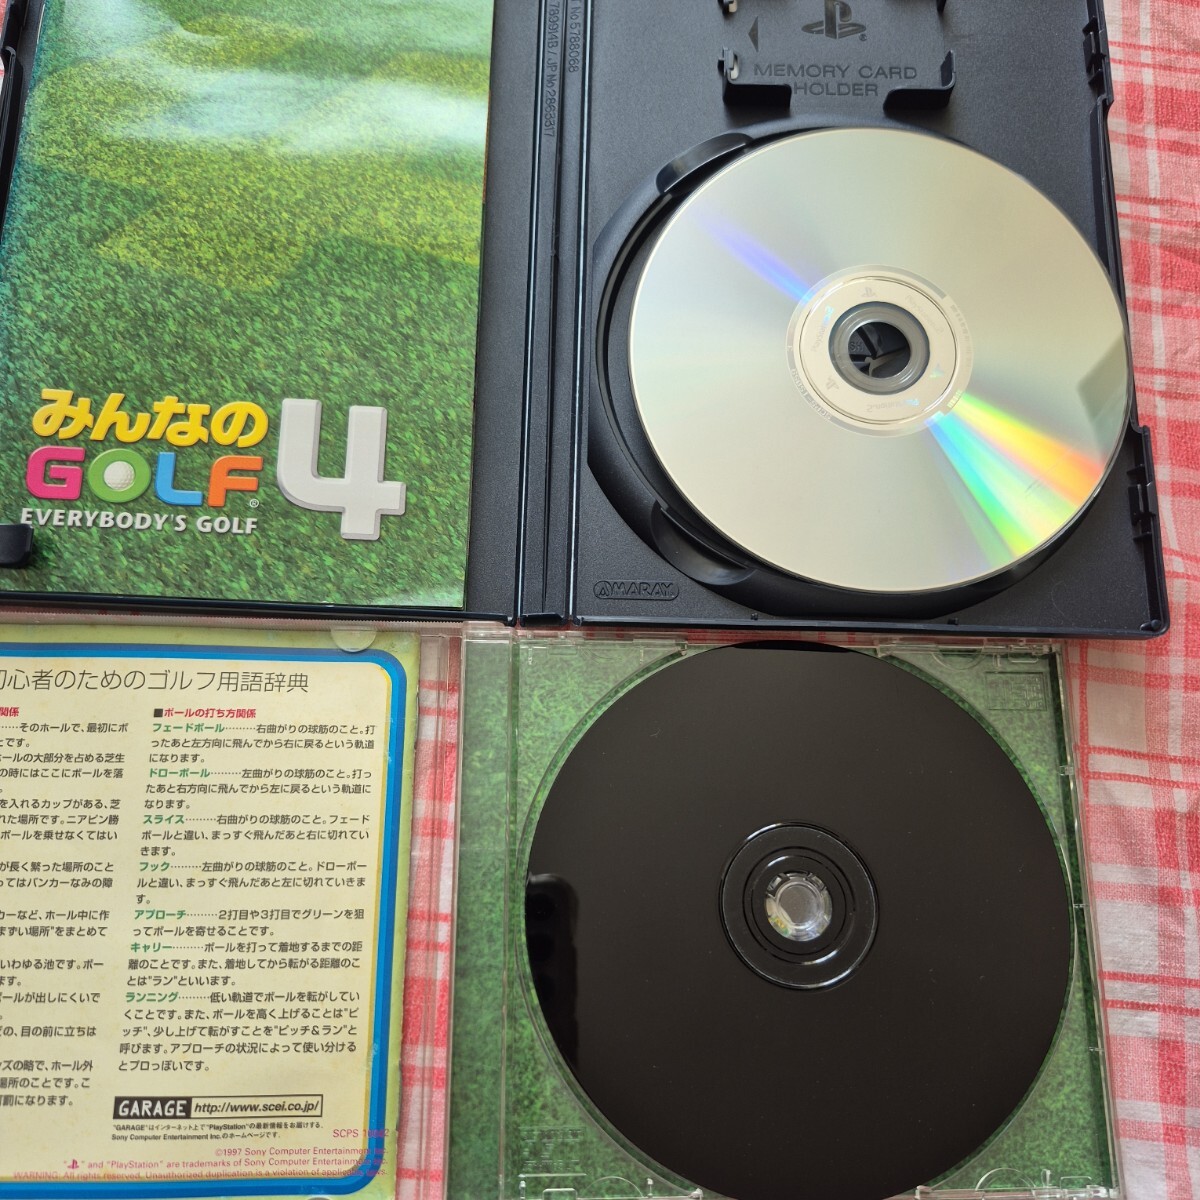 JP No 2863317
No 5788068
MEMORY CARD
HOLDER
みんなの
GOLF 4
EVERYBODY'S GOLF
AMARAY
心者のためのゴルフ用語辞典
関係
………そのホールで、最初にボ
とです。
ホールの大部分を占める芝生
の時にはここにボールを落
を入れるカップがある、芝
れた場所です。ニアピン勝
ボールを乗せなくてはい
が長く繁った場所のこと
ってはバンカーなみの障
カーなど、ホール中に作
まずい場所"をまとめて
いわゆる池です。ボー
ます。
ボールが出しにくいで
どの、目の前に立ちは
ズの略で、ホール外
場所のことです。こ
罰になります。
■ボールの打ち方関係
フェードボール………右曲がりの球筋のこと。打
ったあと左方向に飛んでから右に戻るという軌道
になります。
ドローボール………左曲がりの球筋のこと。打っ
たあと右方向に飛んでから左に戻るという軌道に
なります。
スライス………右曲がりの球筋のこと。フェード
ボールと違い、まっすぐ飛んだあと右に切れてい
きます。
フック………左曲がりの球筋のこと。ドローボー
ルと違い、まっすぐ飛んだあと左に切れていきま
す。
アプローチ………2打目や3打目でグリーンを狙
ってボールを寄せることです。
キャリー………ボールを打って着地するまでの距
離のことです。また、着地してから転がる距離のこ
とは"ラン"といいます。
ランニング………低い軌道でボールを転がしてい
くことです。また、ボールを高く上げることは"ピ
ッチ"、少し上げて転がすことを"ピッチ&ラン"と
呼びます。アプローチの状況によって使い分ける
とプロっぽいです。
GARAGE http://www.scei.co.jp/
"GARAGE"はインターネット上で"PlayStation"の最新情報をお届けする、
Sony Computer Entertainment Inc.のホームページです。
SCPS
©1997 Sony Computer Entertainment Inc.
" " and "PlayStation" are trademarks of Sony Computer Entertainment Inc.
WARNING: All rights reserved. Unauthorized duplication is a violation of applicable laws.